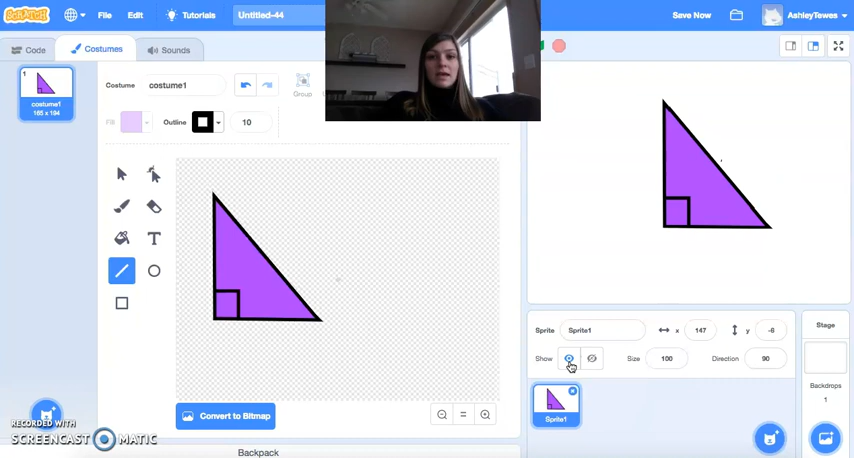 SCRATCH File Edit Tutorials Untitled-44 Save Now AshleyTewes
Code Costumes Sounds
1
costume1
165 x 194
Costume costume1 Group
Fill Outline 10
T
Convert to Bitmap
Backpack
Sprite Sprite1 x 147 y -6
Show Size 100 Direction 90
Sprite1
Stage
Backdrops
1
RECORDED WITH
SCREENCAST MATIC